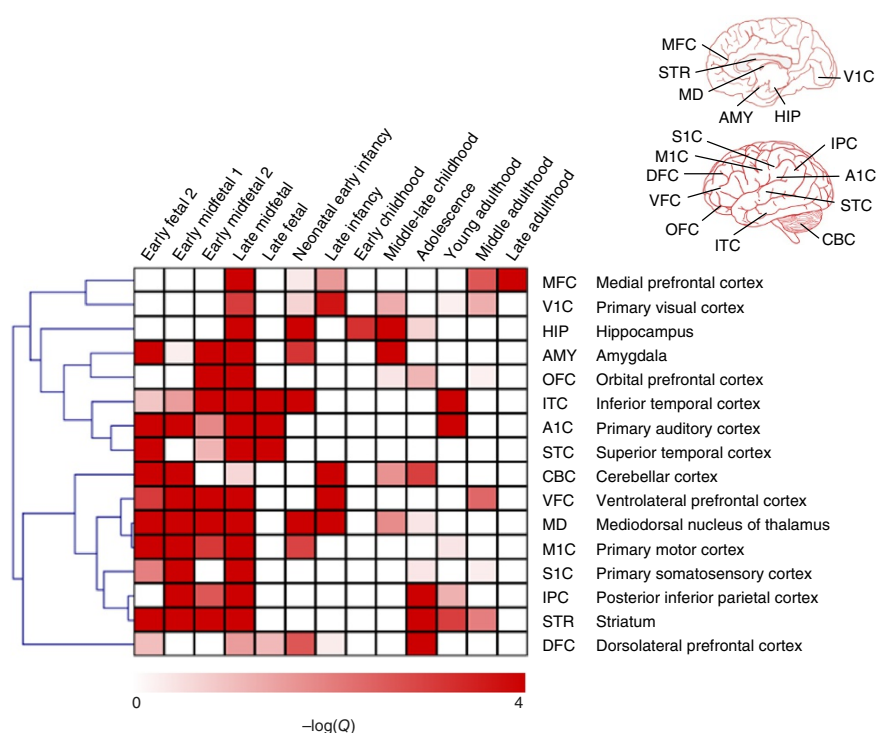 MFC
STR
MD
AMY
HIP
V1C
S1C
M1C
DFC
VFC
OFC
ITC
IPC
A1C
STC
CBC
Early fetal 2
Early midfetal 1
Early midfetal 2
Late midfetal
Late fetal
Neonatal early infancy
Late infancy
Early childhood
Middle-late childhood
Adolescence
Young adulthood
Middle adulthood
Late adulthood
MFC Medial prefrontal cortex
V1C Primary visual cortex
HIP Hippocampus
AMY Amygdala
OFC Orbital prefrontal cortex
ITC Inferior temporal cortex
A1C Primary auditory cortex
STC Superior temporal cortex
CBC Cerebellar cortex
VFC Ventrolateral prefrontal cortex
MD Mediodorsal nucleus of thalamus
M1C Primary motor cortex
S1C Primary somatosensory cortex
IPC Posterior inferior parietal cortex
STR Striatum
DFC Dorsolateral prefrontal cortex
0 4
–log(Q)